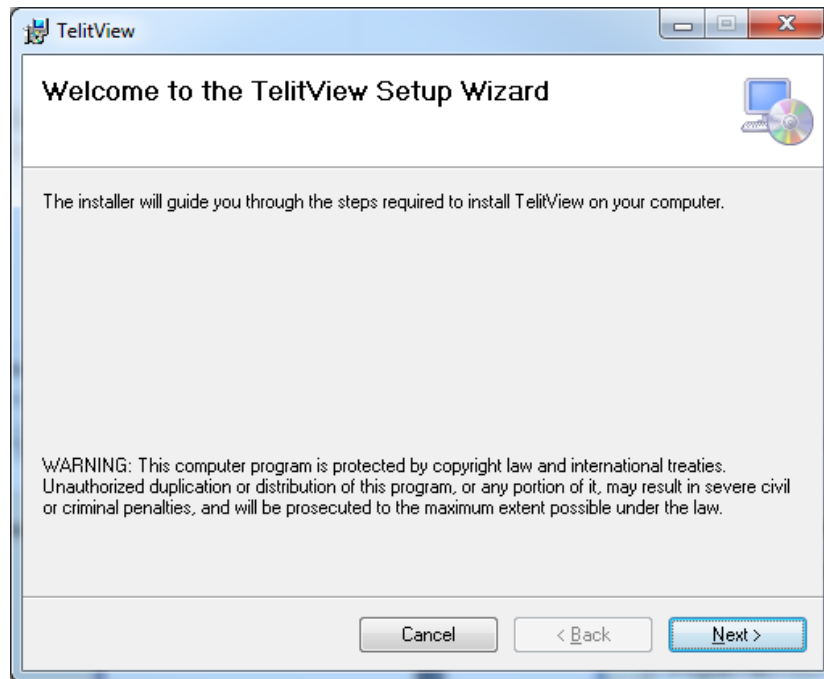 TelitView
Welcome to the TelitView Setup Wizard
The installer will guide you through the steps required to install TelitView on your computer.
WARNING: This computer program is protected by copyright law and international treaties.
Unauthorized duplication or distribution of this program, or any portion of it, may result in severe civil
or criminal penalties, and will be prosecuted to the maximum extent possible under the law.
Cancel < Back Next >